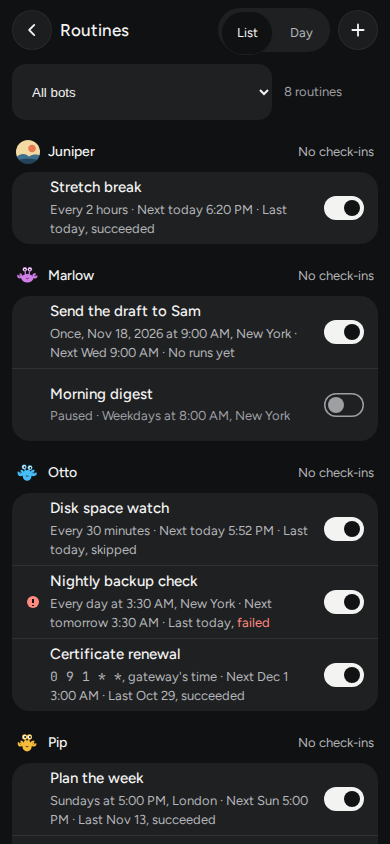 Routines
List
Day
All bots
8 routines
Juniper
No check-ins
Stretch break
Every 2 hours · Next today 6:20 PM · Last
today, succeeded
Marlow
No check-ins
Send the draft to Sam
Once, Nov 18, 2026 at 9:00 AM, New York ·
Next Wed 9:00 AM · No runs yet
Morning digest
Paused · Weekdays at 8:00 AM, New York
Otto
No check-ins
Disk space watch
Every 30 minutes · Next today 5:52 PM · Last
today, skipped
Nightly backup check
Every day at 3:30 AM, New York · Next
tomorrow 3:30 AM · Last today, failed
Certificate renewal
0 9 1 * *, gateway's time · Next Dec 1
3:00 AM · Last Oct 29, succeeded
Pip
No check-ins
Plan the week
Sundays at 5:00 PM, London · Next Sun 5:00
PM · Last Nov 13, succeeded